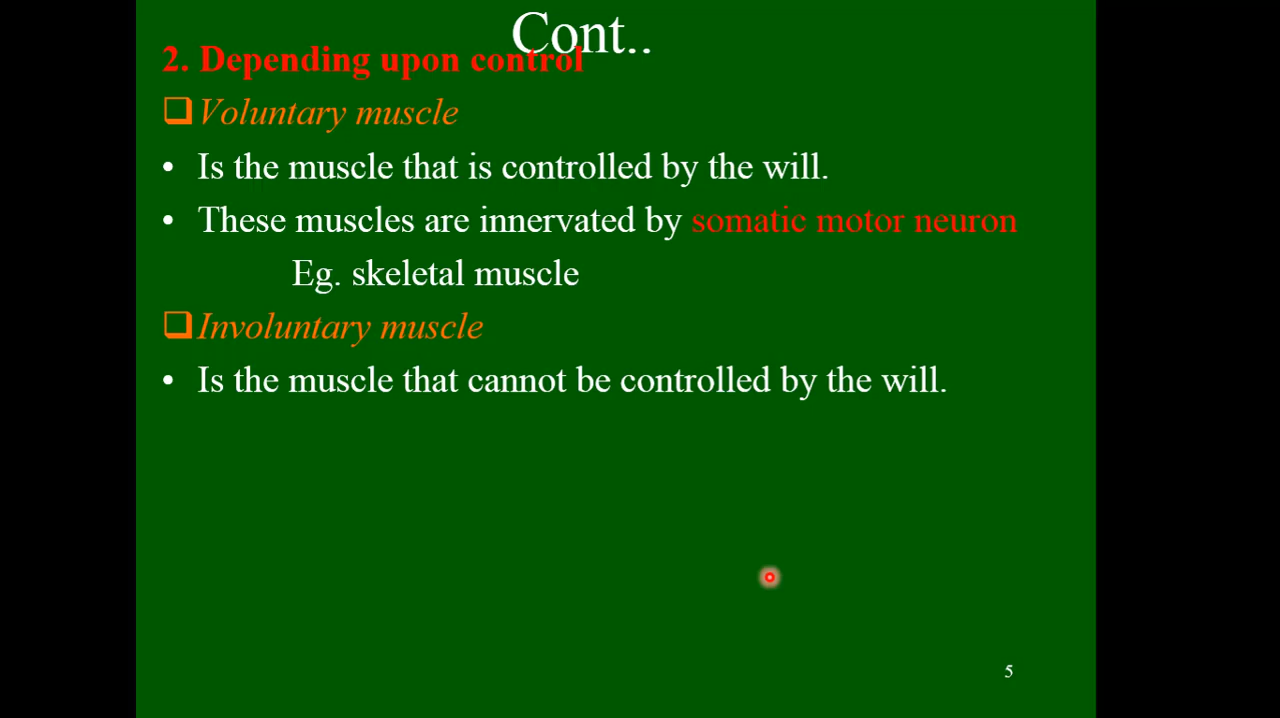 Cont..
2. Depending upon control
Voluntary muscle
• Is the muscle that is controlled by the will.
• These muscles are innervated by somatic motor neuron
Eg. skeletal muscle
Involuntary muscle
• Is the muscle that cannot be controlled by the will.
5